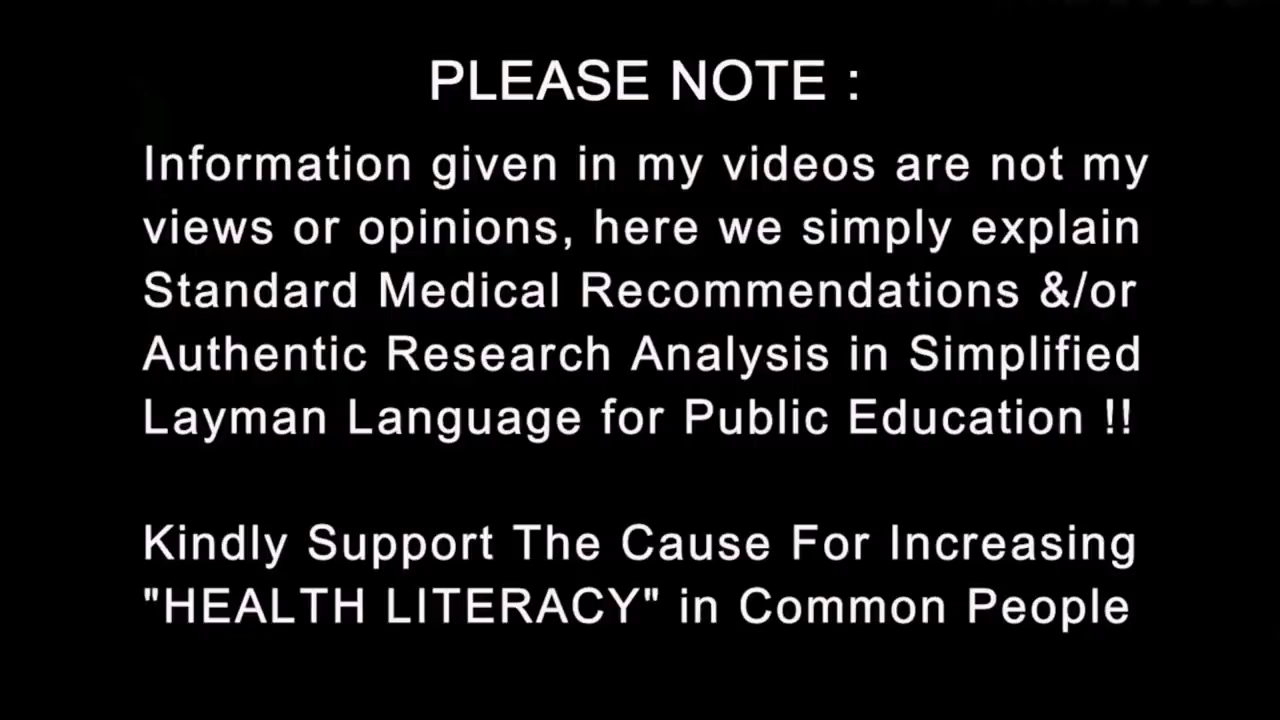 PLEASE NOTE :
Information given in my videos are not my
views or opinions, here we simply explain
Standard Medical Recommendations &/or
Authentic Research Analysis in Simplified
Layman Language for Public Education !!
Kindly Support The Cause For Increasing
"HEALTH LITERACY" in Common People